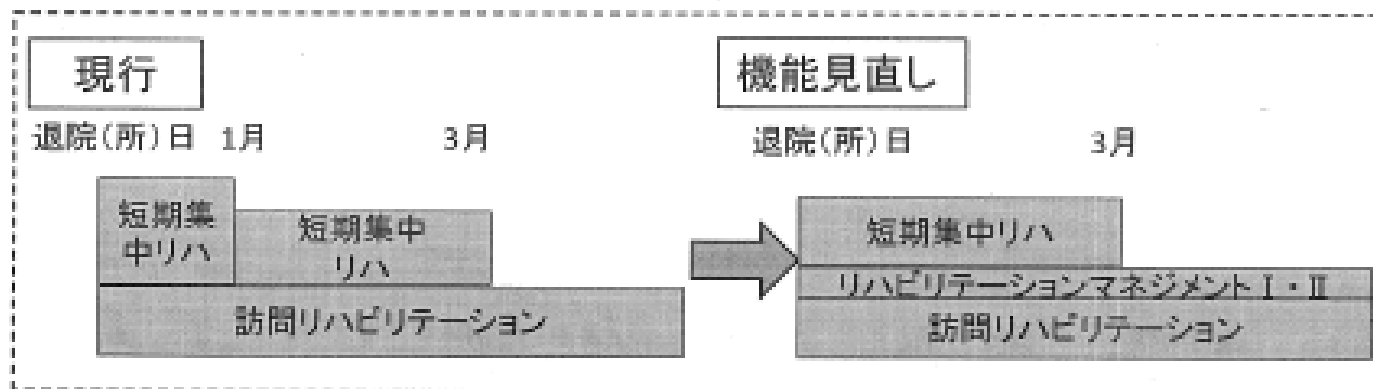 現行
退院(所)日 1月 3月
短期集
中リハ
短期集中
リハ
訪問リハビリテーション
機能見直し
退院(所)日 3月
短期集中リハ
リハビリテーションマネジメントⅠ・Ⅱ
訪問リハビリテーション